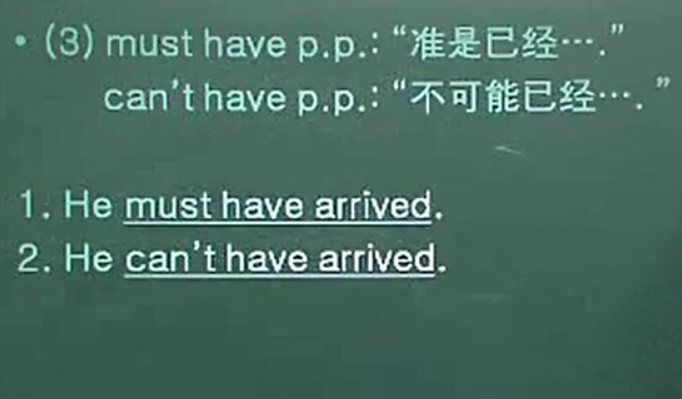 • (3) must have p.p.: “准是已经….”
can't have p.p.: “不可能已经….”
1. He must have arrived.
2. He can't have arrived.